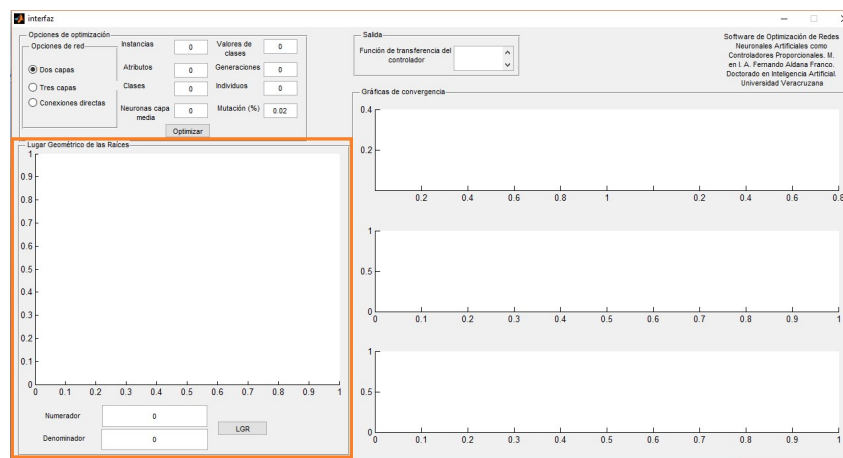 interfaz
Opciones de optimización
Opciones de red
Dos capas
Tres capas
Conexiones directas
Instancias
0
Valores de
clases
0
Atributos
0
Generaciones
0
Clases
0
Individuos
0
Neuronas capa
media
0
Mutación (%)
0.02
Optimizar
Salida
Función de transferencia del
controlador
Software de Optimización de Redes
Neuronales Artificiales como
Controladores Proporcionales. M.
en I. A. Fernando Aldana Franco.
Doctorado en Inteligencia Artificial.
Universidad Veracruzana
Lugar Geométrico de las Raíces
1
0.9
0.8
0.7
0.6
0.5
0.4
0.3
0.2
0.1
0
0 0.1 0.2 0.3 0.4 0.5 0.6 0.7 0.8 0.9 1
Numerador
0
Denominador
0
LGR
Gráficas de convergencia
0.4
0.2
0.2 0.4 0.6 0.8 1 0.2 0.4 0.6 0.8
1
0.5
0
0 0.1 0.2 0.3 0.4 0.5 0.6 0.7 0.8 0.9 1
1
0.5
0
0 0.1 0.2 0.3 0.4 0.5 0.6 0.7 0.8 0.9 1